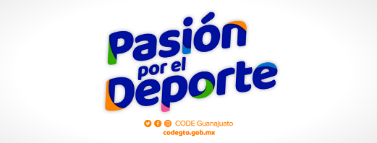 Pasión
por el
Deporte
CODE Guanajuato
codegto.gob.mx